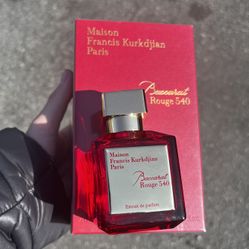 Maison
Francis Kurkdjian
Paris
Baccarat
Rouge 540
Maison
Francis Kurkdjian
Paris
Baccarat
Rouge 540
Extrait de parfum